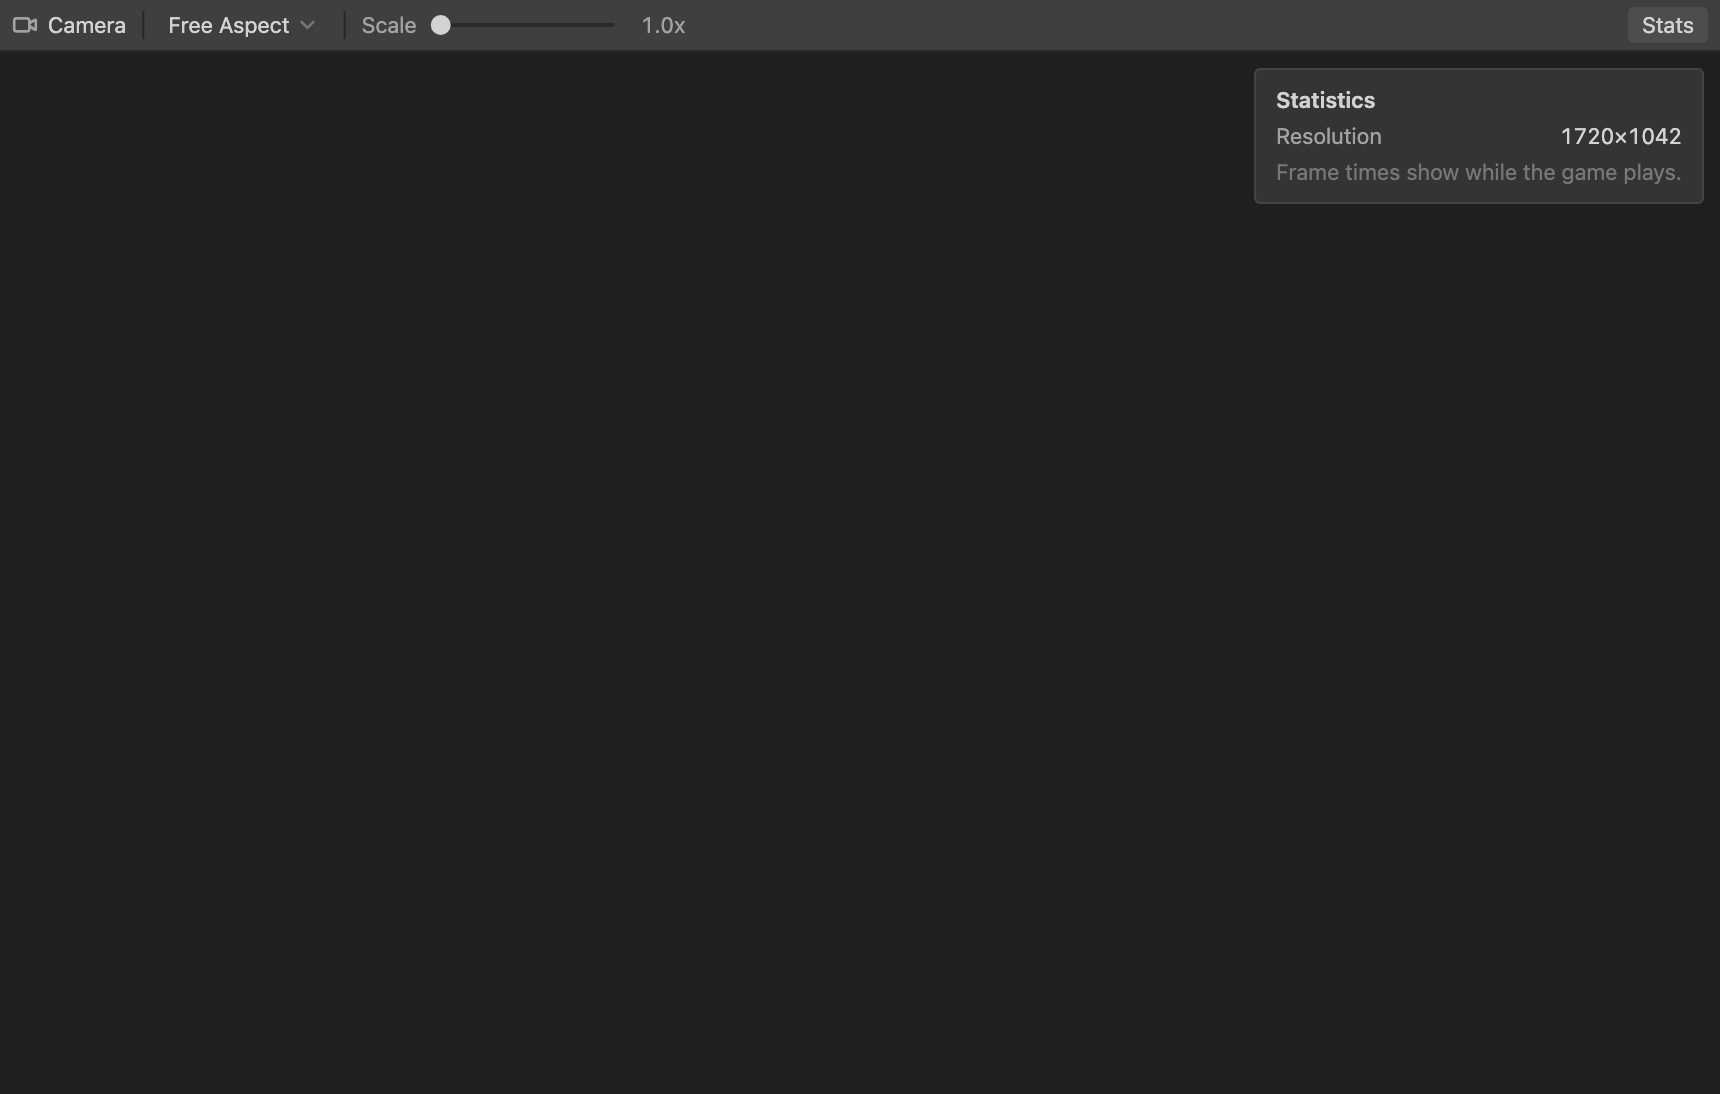 Camera Free Aspect Scale 1.0x Stats
Statistics
Resolution 1720×1042
Frame times show while the game plays.